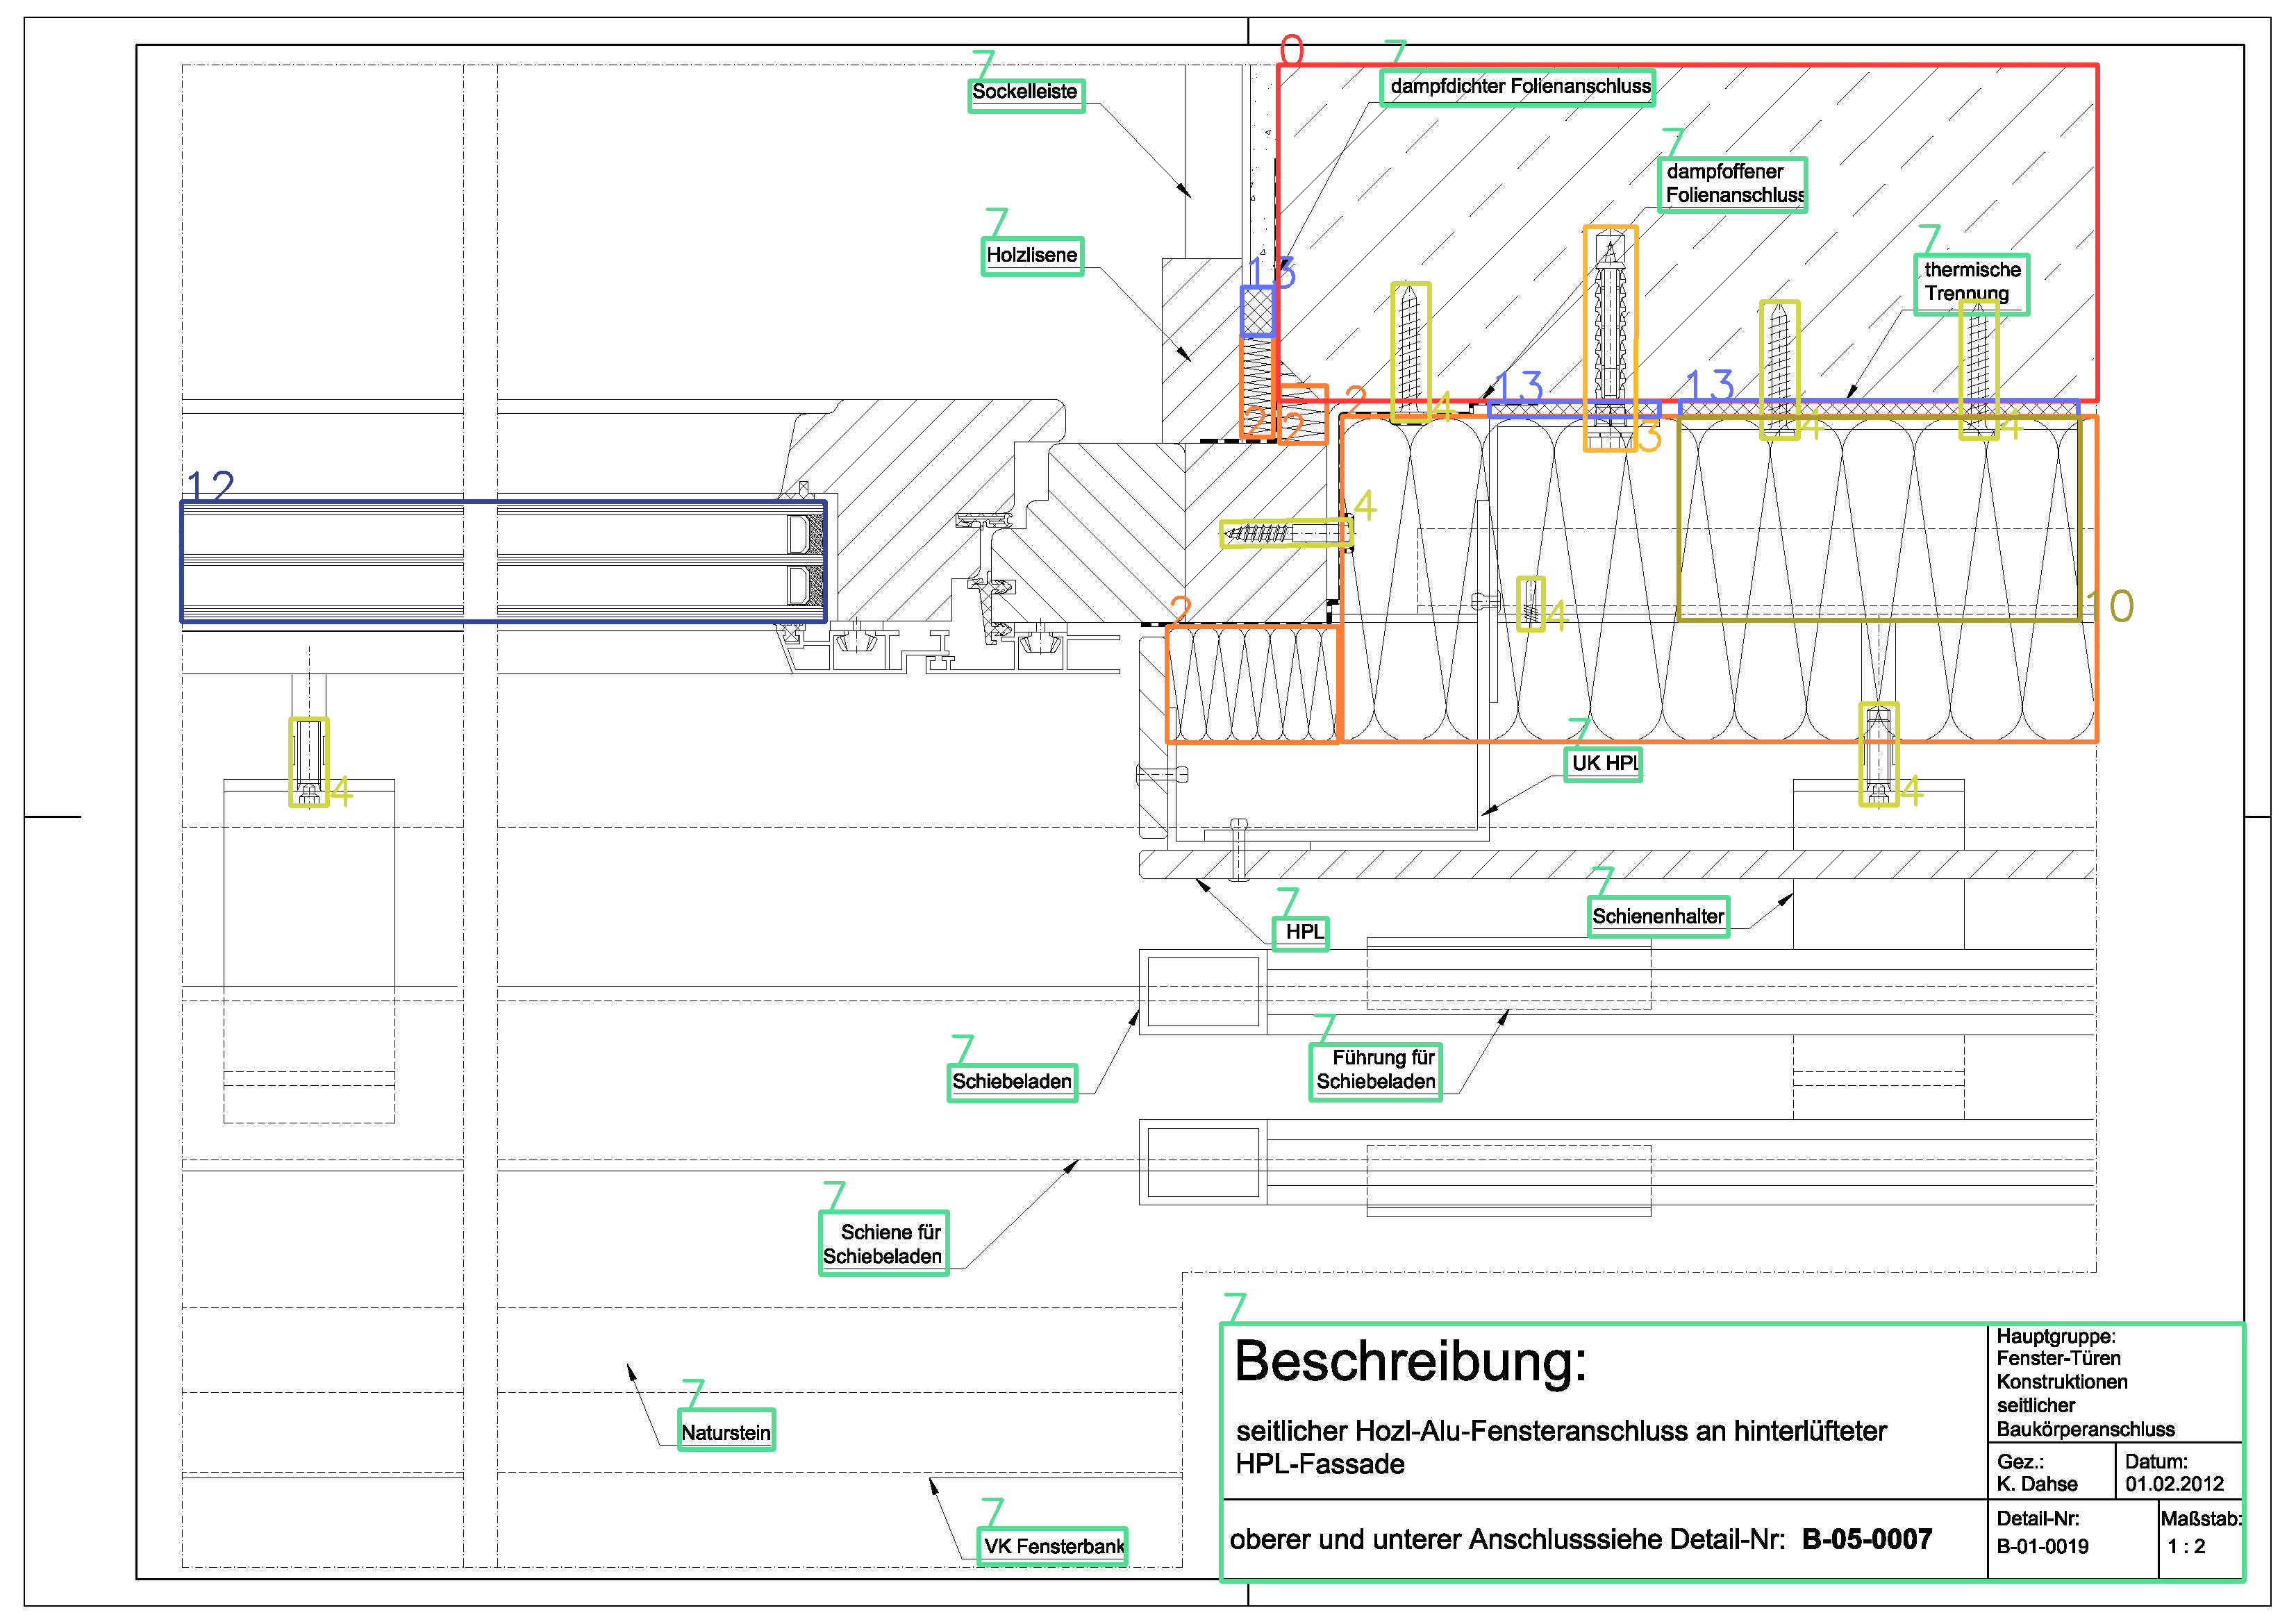 7
Sockelleiste
0
7
dampfdichter Folienanschluss
7
dampfoffener
Folienanschluss
7
Holzlisene
7
thermische
Trennung
13
13
13
2
2
2
4
3
4
4
12
4
4
10
2
7
UK HPL
4
4
7
HPL
7
Schienenhalter
7
Schiebeladen
7
Führung für
Schiebeladen
7
Schiene für
Schiebeladen
7
Naturstein
7
VK Fensterbank
7
Beschreibung:
seitlicher Hozl-Alu-Fensteranschluss an hinterlüfteter
HPL-Fassade
oberer und unterer Anschlusssiehe Detail-Nr: B-05-0007
Hauptgruppe:
Fenster-Türen
Konstruktionen
seitlicher
Baukörperanschluss
Gez.:
K. Dahse
Datum:
01.02.2012
Detail-Nr:
B-01-0019
Maßstab:
1 : 2